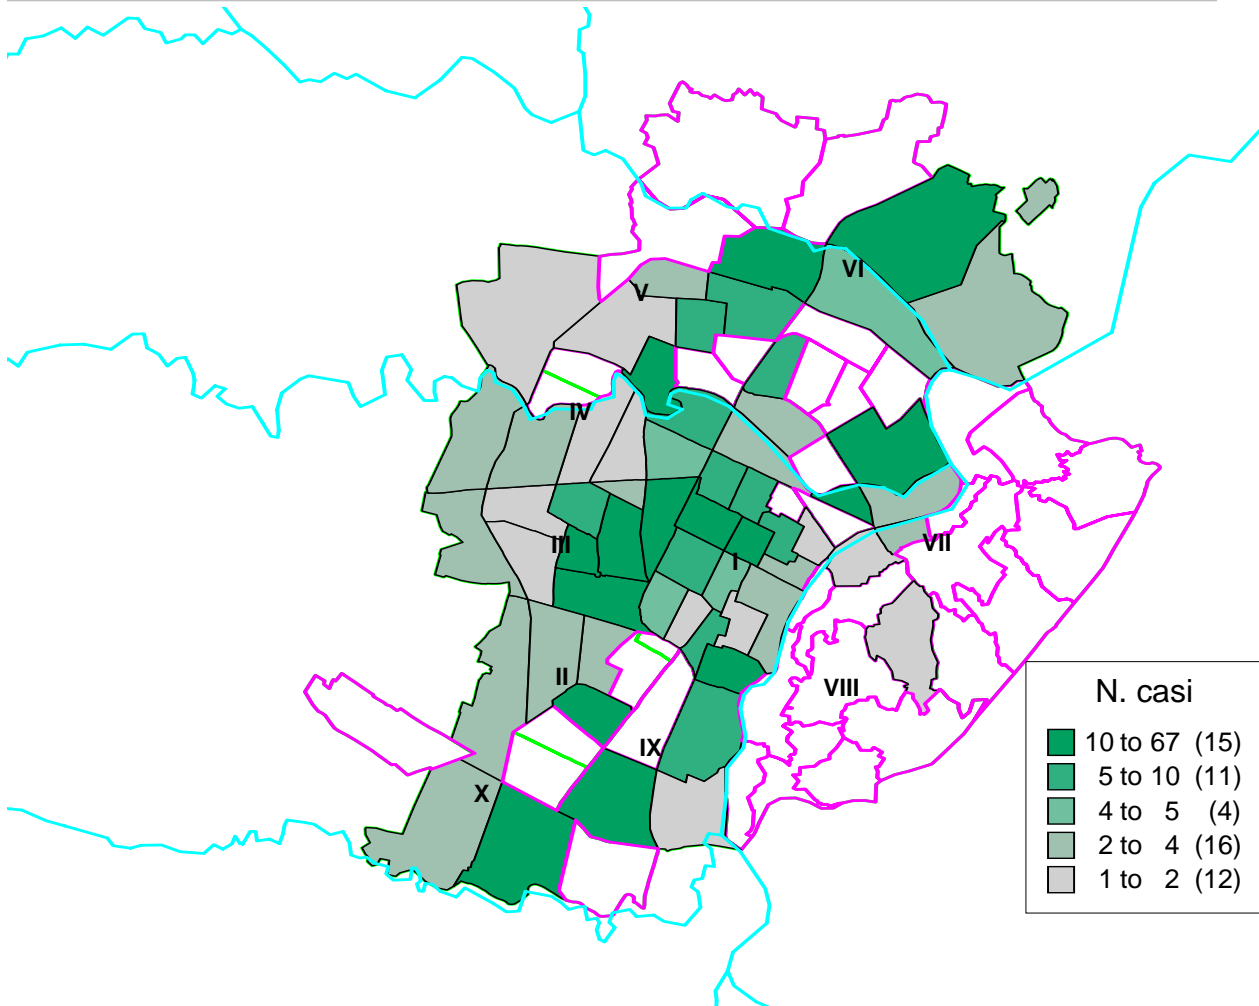 VI
V
IV
III
I
VII
II
VIII
IX
X
N. casi
10 to 67 (15)
5 to 10 (11)
4 to 5 (4)
2 to 4 (16)
1 to 2 (12)